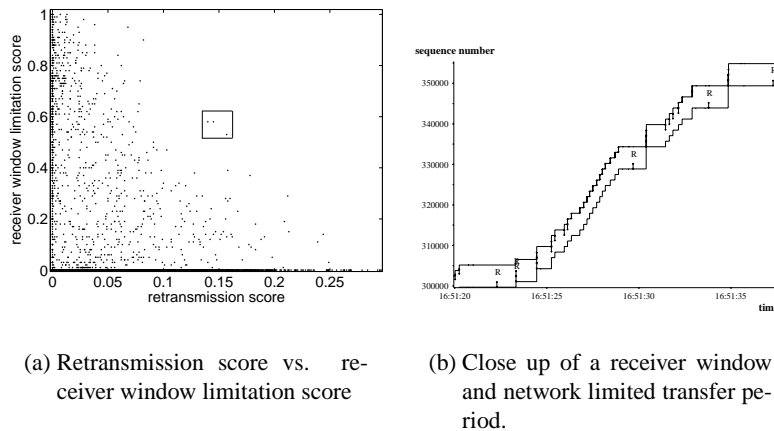 1
0.8
0.6
0.4
0.2
0
receiver window limitation score
0 0.05 0.1 0.15 0.2 0.25
retransmission score
sequence number
350000
340000
330000
320000
310000
300000
R
R
R
R
R
R
16:51:20 16:51:25 16:51:30 16:51:35
time
(a) Retransmission score vs. re-
ceiver window limitation score
(b) Close up of a receiver window
and network limited transfer pe-
riod.